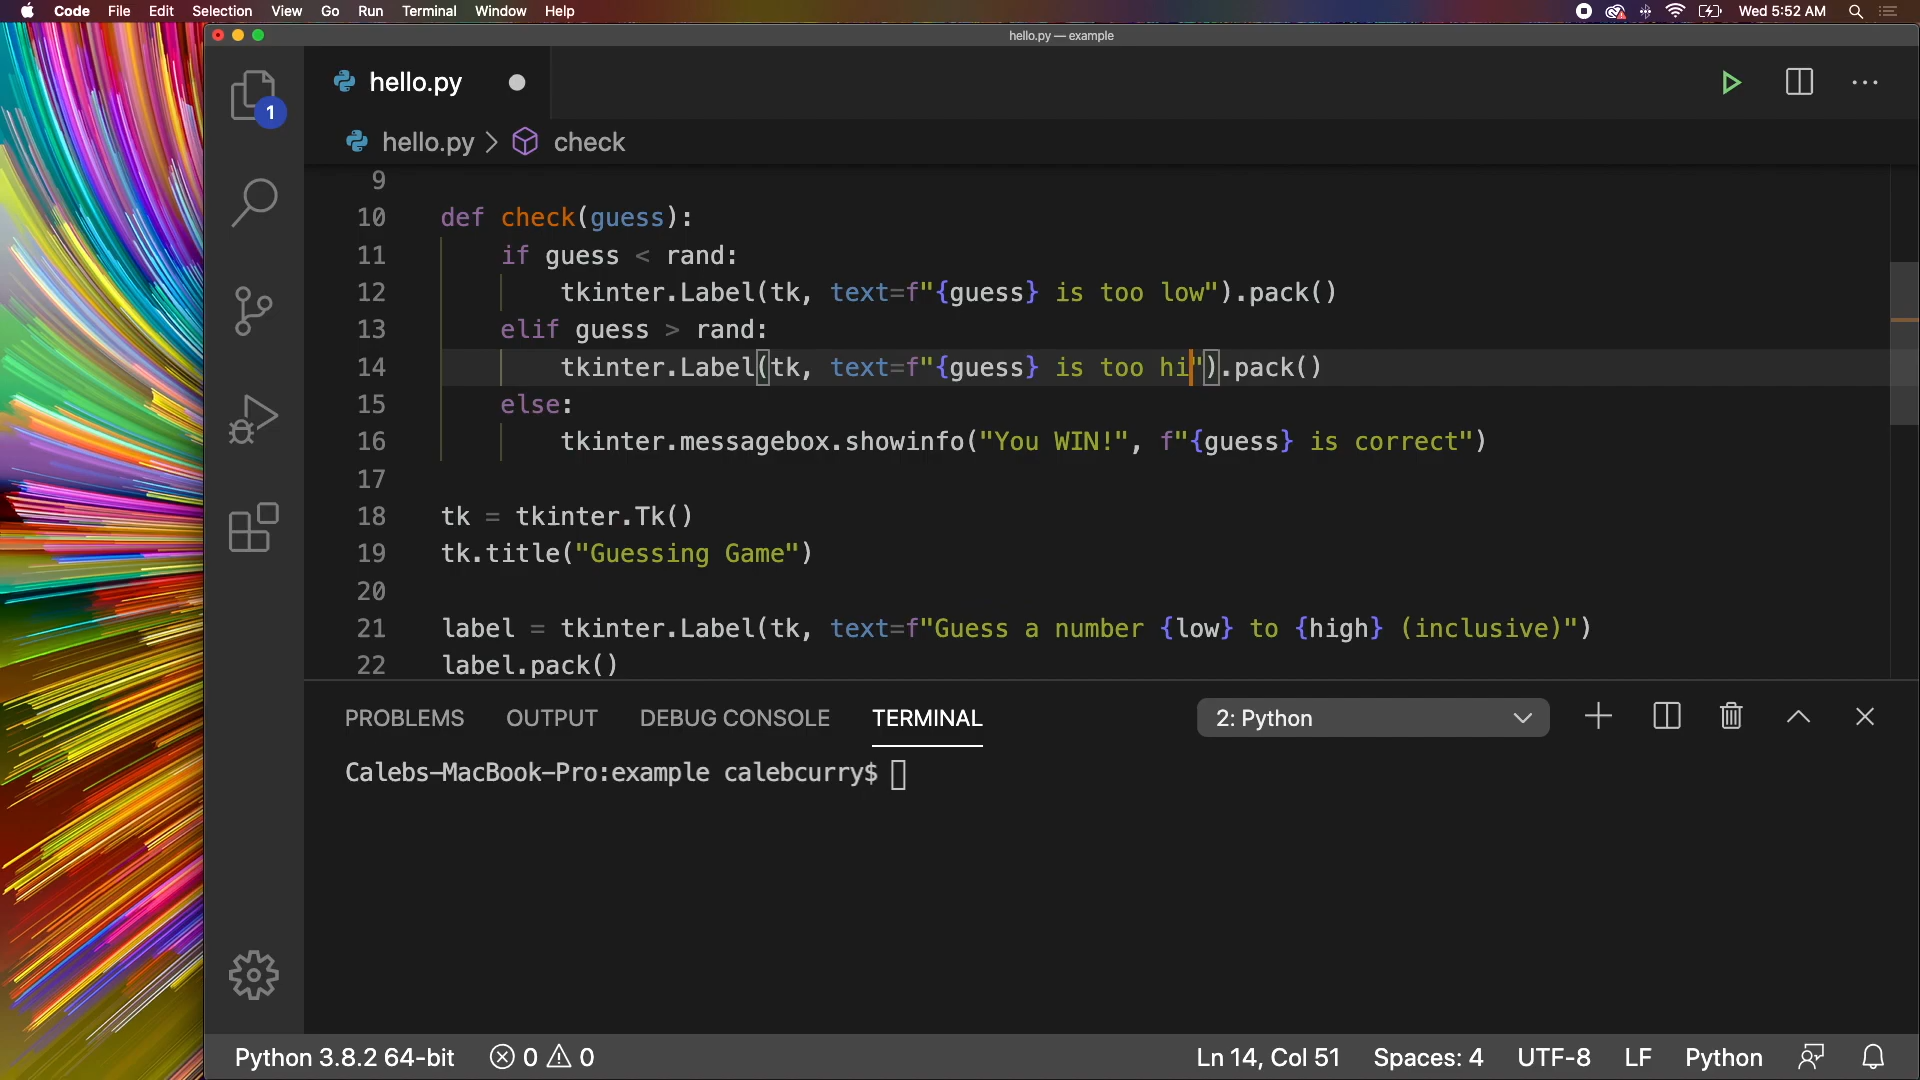 Code File Edit Selection View Go Run Terminal Window Help Wed 5:52 AM
hello.py — example
1
hello.py
hello.py > check
9
10 def check(guess):
11 if guess < rand:
12 tkinter.Label(tk, text=f"{guess} is too low").pack()
13 elif guess > rand:
14 tkinter.Label(tk, text=f"{guess} is too hi").pack()
15 else:
16 tkinter.messagebox.showinfo("You WIN!", f"{guess} is correct")
17
18 tk = tkinter.Tk()
19 tk.title("Guessing Game")
20
21 label = tkinter.Label(tk, text=f"Guess a number {low} to {high} (inclusive)")
22 label.pack()
PROBLEMS OUTPUT DEBUG CONSOLE TERMINAL 2: Python
Calebs-MacBook-Pro:example calebcurry$
Python 3.8.2 64-bit 0 0 Ln 14, Col 51 Spaces: 4 UTF-8 LF Python